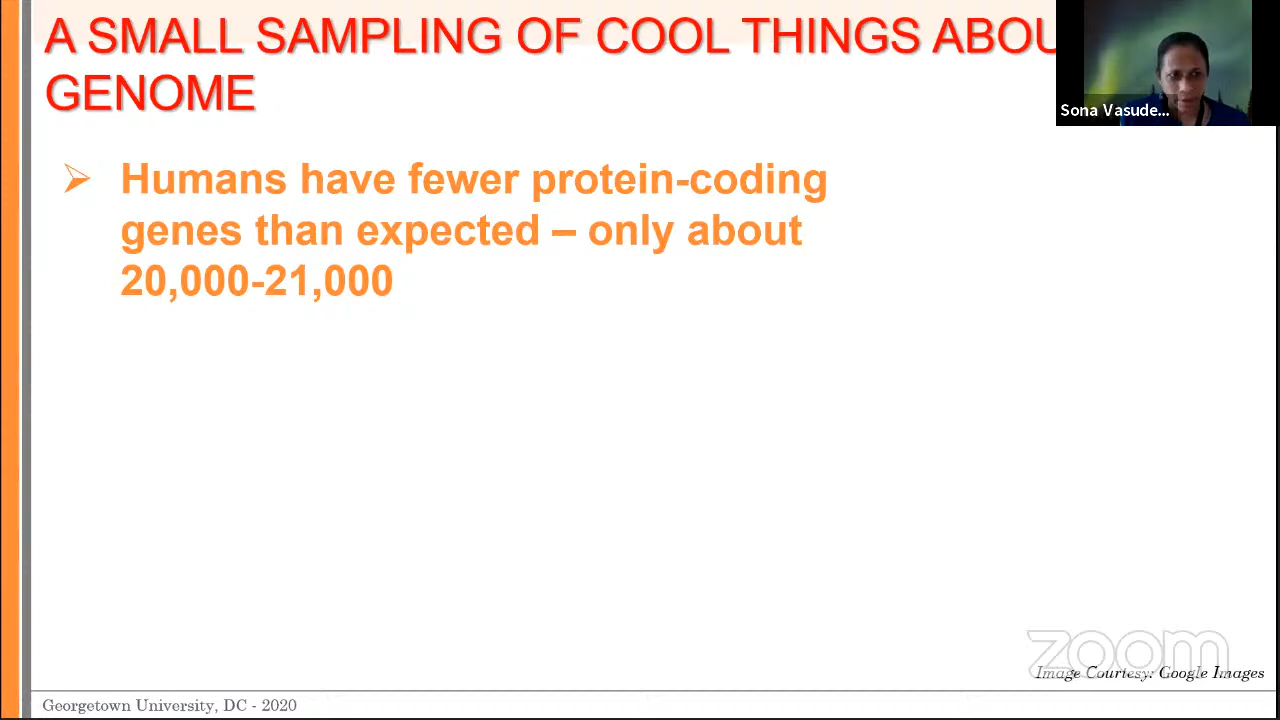 A SMALL SAMPLING OF COOL THINGS
GENOME
Sona Vasude...
Humans have fewer protein-coding
genes than expected – only about
20,000-21,000
zoom
Image Courtesy: Google Images
Georgetown University, DC - 2020